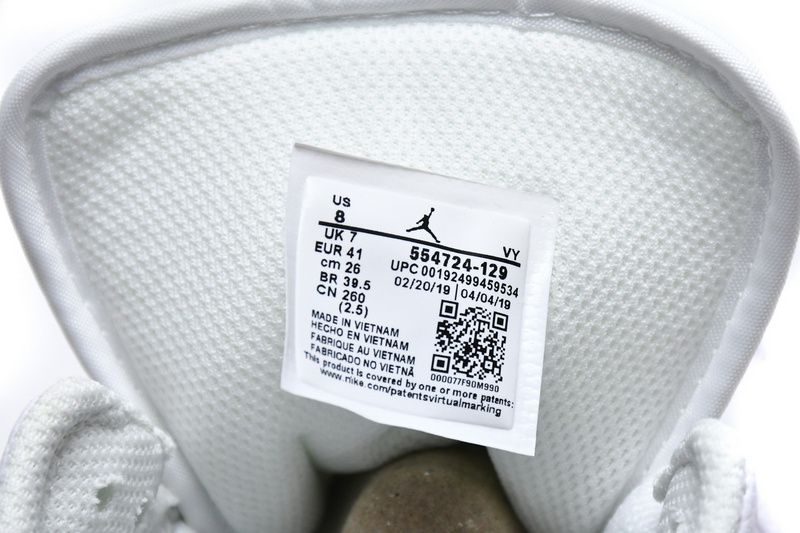 US
8
VY
UK 7
554724-129
EUR 41
UPC 00192499459534
cm 26
02/20/19 | 04/04/19
BR 39.5
CN 260
(2.5)
MADE IN VIETNAM
HECHO EN VIETNAM
FABRIQUE AU VIETNAM
FABRICADO NO VIETNÃ
000077F90M990
This product is covered by one or more patents:
www.nike.com/patentsvirtualmarking